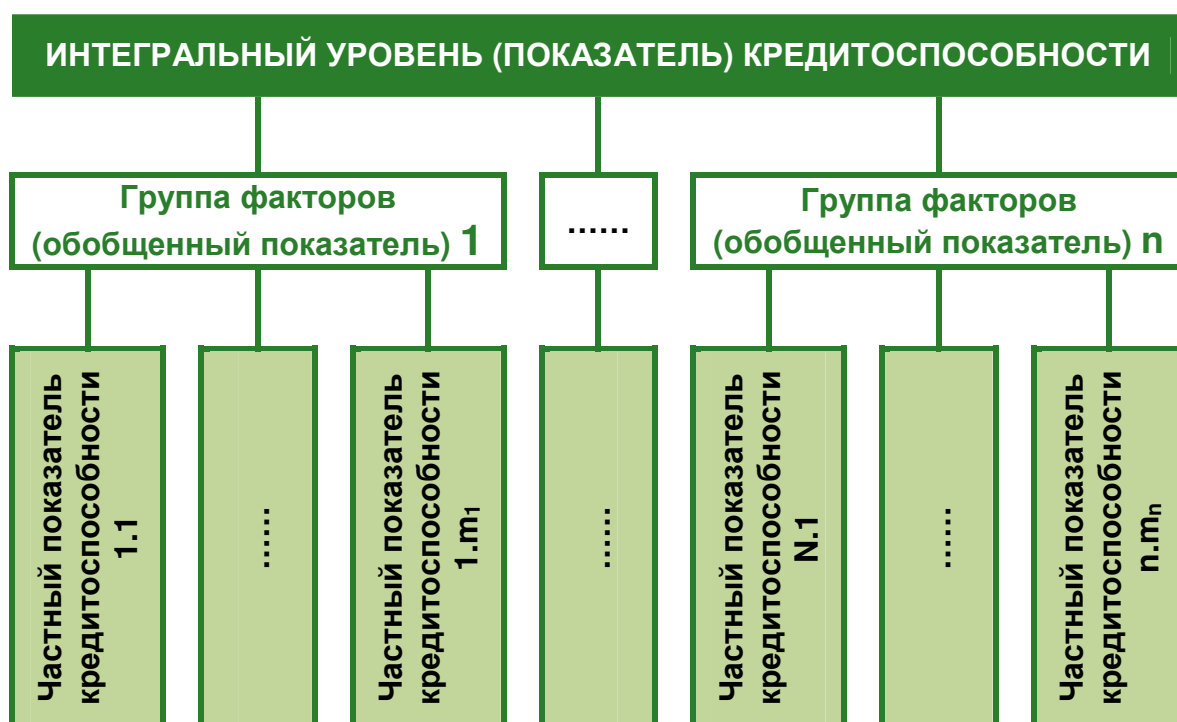 ИНТЕГРАЛЬНЫЙ УРОВЕНЬ (ПОКАЗАТЕЛЬ) КРЕДИТОСПОСОБНОСТИ
Группа факторов
(обобщенный показатель) 1
......
Группа факторов
(обобщенный показатель) n
Частный показатель
кредитоспособности
1.1
......
Частный показатель
кредитоспособности
1.m₁
......
Частный показатель
кредитоспособности
N.1
......
Частный показатель
кредитоспособности
n.mₙ